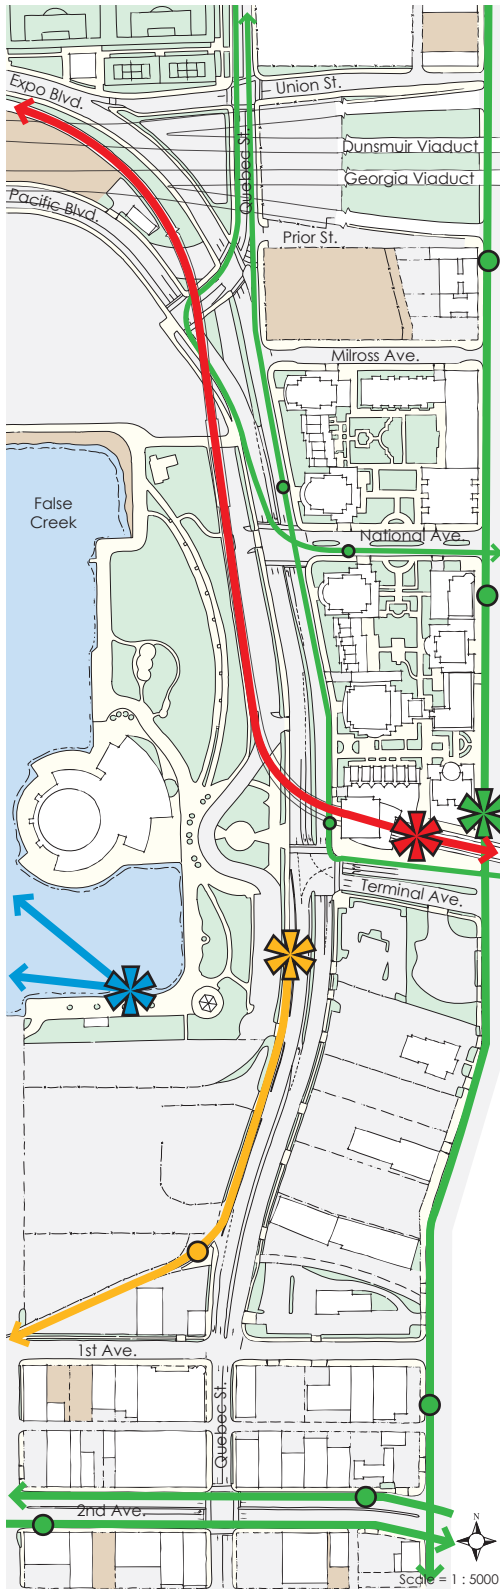 Expo Blvd.
Union St.
Quebec St.
Dunsmuir Viaduct
Georgia Viaduct
Pacific Blvd.
Prior St.
Milross Ave.
False
Creek
National Ave.
Terminal Ave.
1st Ave.
Quebec St.
2nd Ave.
N
Scale = 1 : 5000